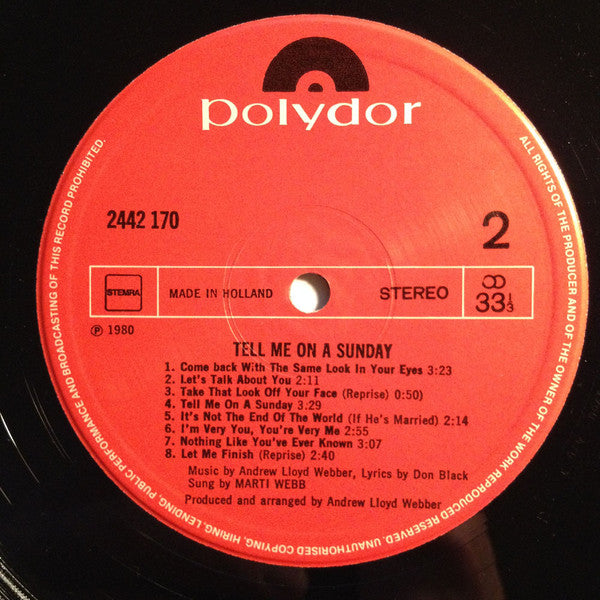 polydor
2442 170
2
STEMRA
MADE IN HOLLAND
STEREO
33 1/3
℗ 1980
TELL ME ON A SUNDAY
1. Come back With The Same Look In Your Eyes 3:23
2. Let's Talk About You 2:11
3. Take That Look Off Your Face (Reprise) 0:50
4. Tell Me On A Sunday 3:29
5. It's Not The End Of The World (If He's Married) 2:14
6. I'm Very You, You're Very Me 2:55
7. Nothing Like You've Ever Known 3:07
8. Let Me Finish (Reprise) 2:40
Music by Andrew Lloyd Webber, Lyrics by Don Black
Sung by MARTI WEBB
Produced and arranged by Andrew Lloyd Webber
ALL RIGHTS OF THE PRODUCER AND OF THE OWNER OF THE WORK REPRODUCED RESERVED. UNAUTHORISED COPYING, HIRING, LENDING, PUBLIC PERFORMANCE AND BROADCASTING OF THIS RECORD PROHIBITED.